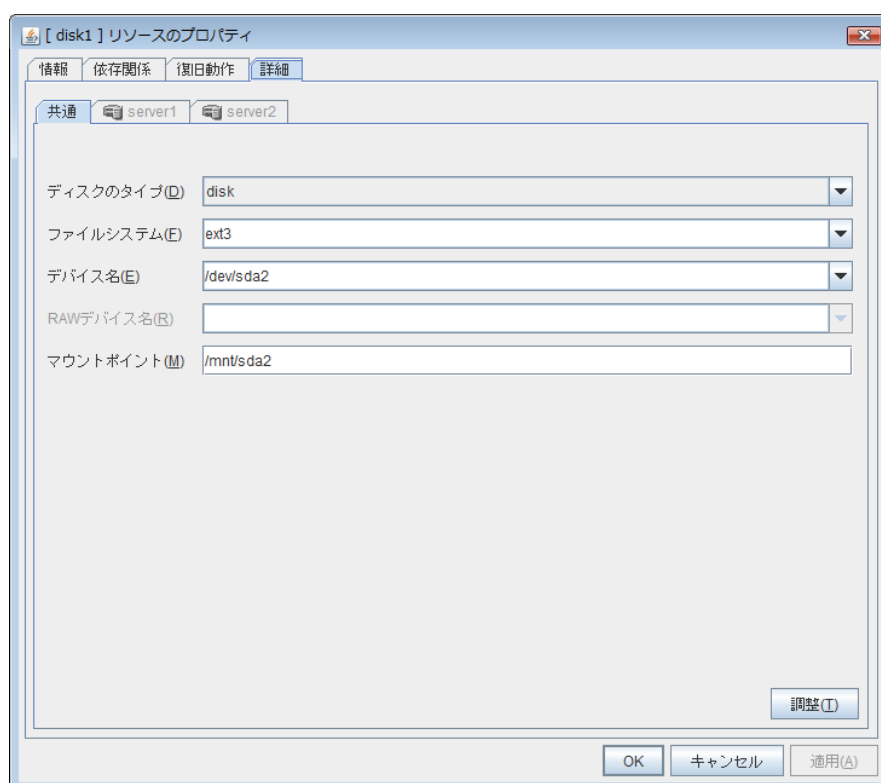 [ disk1 ] リソースのプロパティ
情報 依存関係 復旧動作 詳細
共通 server1 server2
ディスクのタイプ(D) disk
ファイルシステム(F) ext3
デバイス名(E) /dev/sda2
RAWデバイス名(R)
マウントポイント(M) /mnt/sda2
調整(T)
OK キャンセル 適用(A)